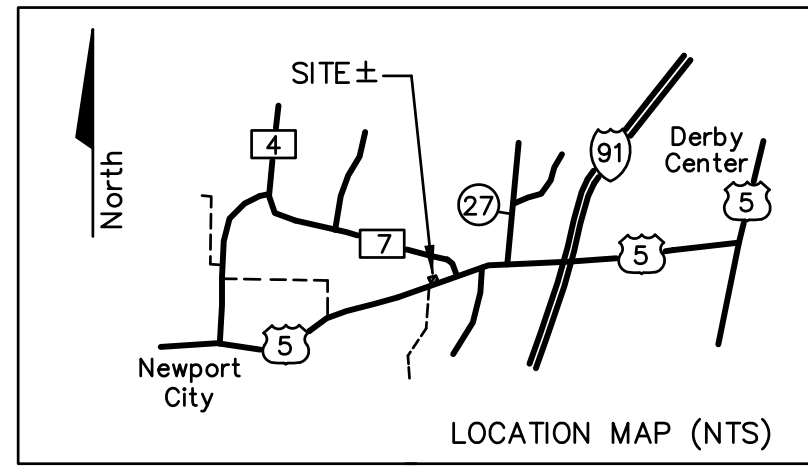 North
SITE±
4
7
27
91
Derby
Center
5
5
5
Newport
City
LOCATION MAP (NTS)